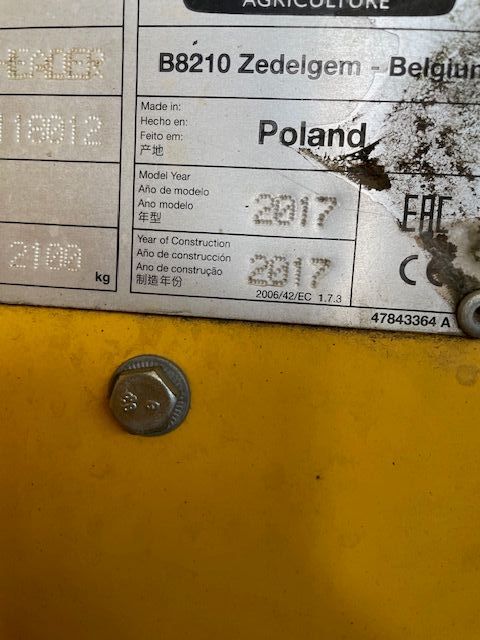 AGRICULTURE
HEADER
B8210 Zedelgem - Belgium
118012
Made in:
Hecho en:
Feito em:
产地
Poland
Model Year
Año de modelo
Ano modelo
年型
2017
EAC
2100
kg
Year of Construction
Año de construcción
Ano de construção
制造年份
2017
CE
2006/42/EC 1.7.3
47843364 A